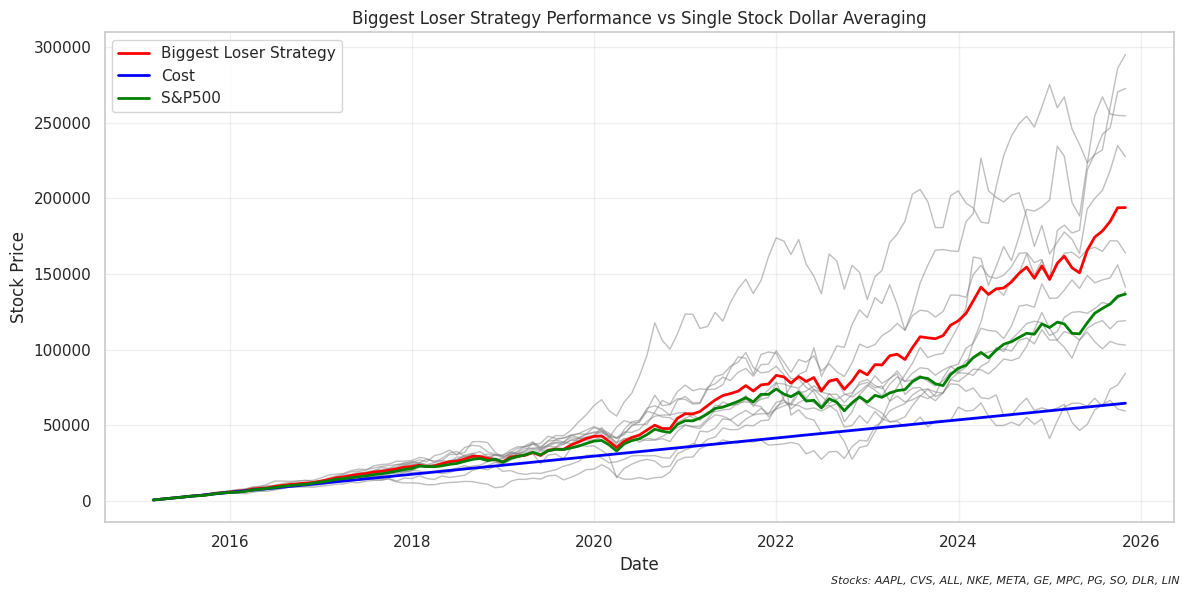 Biggest Loser Strategy Performance vs Single Stock Dollar Averaging
Biggest Loser Strategy
Cost
S&P500
Stock Price
300000
250000
200000
150000
100000
50000
0
2016
2018
2020
2022
2024
2026
Date
Stocks: AAPL, CVS, ALL, NKE, META, GE, MPC, PG, SO, DLR, LIN